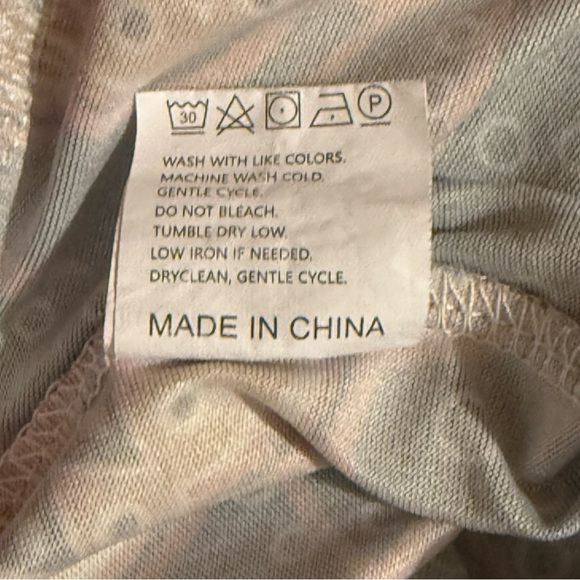 30 P
WASH WITH LIKE COLORS.
MACHINE WASH COLD.
GENTLE CYCLE.
DO NOT BLEACH.
TUMBLE DRY LOW.
LOW IRON IF NEEDED,
DRYCLEAN, GENTLE CYCLE.
MADE IN CHINA